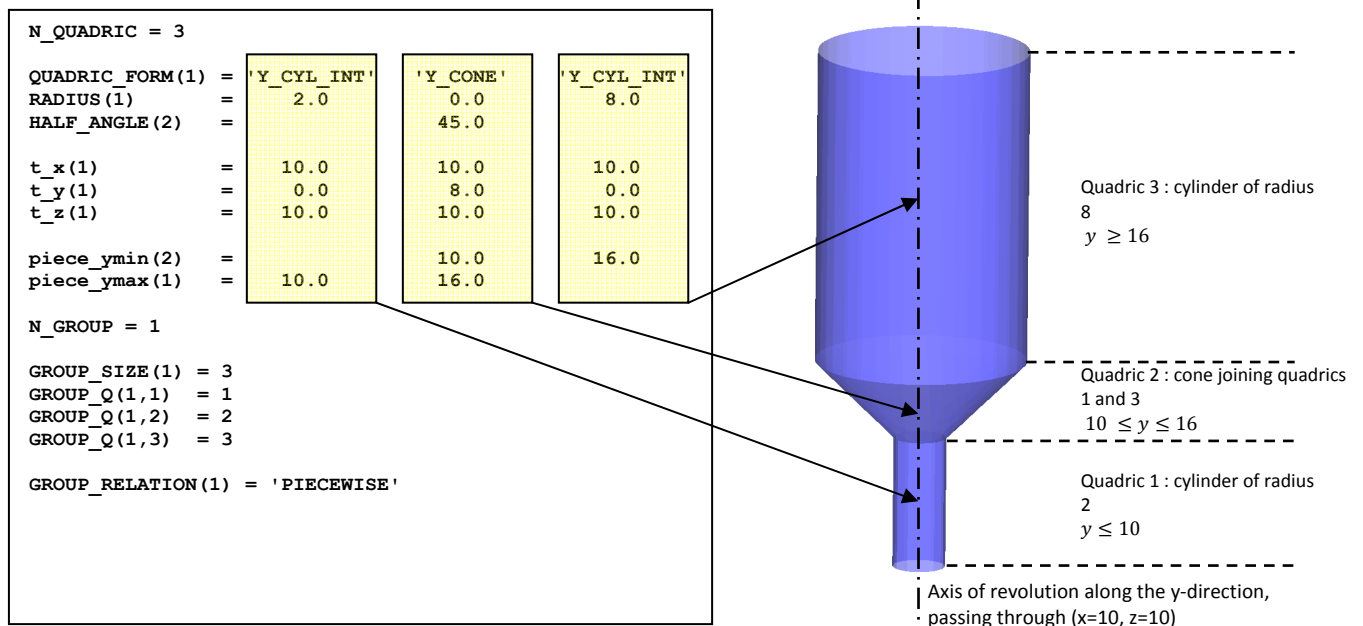 N_QUADRIC = 3
QUADRIC_FORM(1) = 'Y_CYL_INT' 'Y_CONE' 'Y_CYL_INT'
RADIUS(1) = 2.0 0.0 8.0
HALF_ANGLE(2) = 45.0
t_x(1) = 10.0 10.0 10.0
t_y(1) = 0.0 8.0 0.0
t_z(1) = 10.0 10.0 10.0
piece_ymin(2) = 10.0 16.0
piece_ymax(1) = 10.0 16.0
N_GROUP = 1
GROUP_SIZE(1) = 3
GROUP_Q(1,1) = 1
GROUP_Q(1,2) = 2
GROUP_Q(1,3) = 3
GROUP_RELATION(1) = 'PIECEWISE'
Quadric 3 : cylinder of radius
8
y ≥ 16
Quadric 2 : cone joining quadrics
1 and 3
10 ≤ y ≤ 16
Quadric 1 : cylinder of radius
2
y ≤ 10
Axis of revolution along the y-direction,
passing through (x=10, z=10)